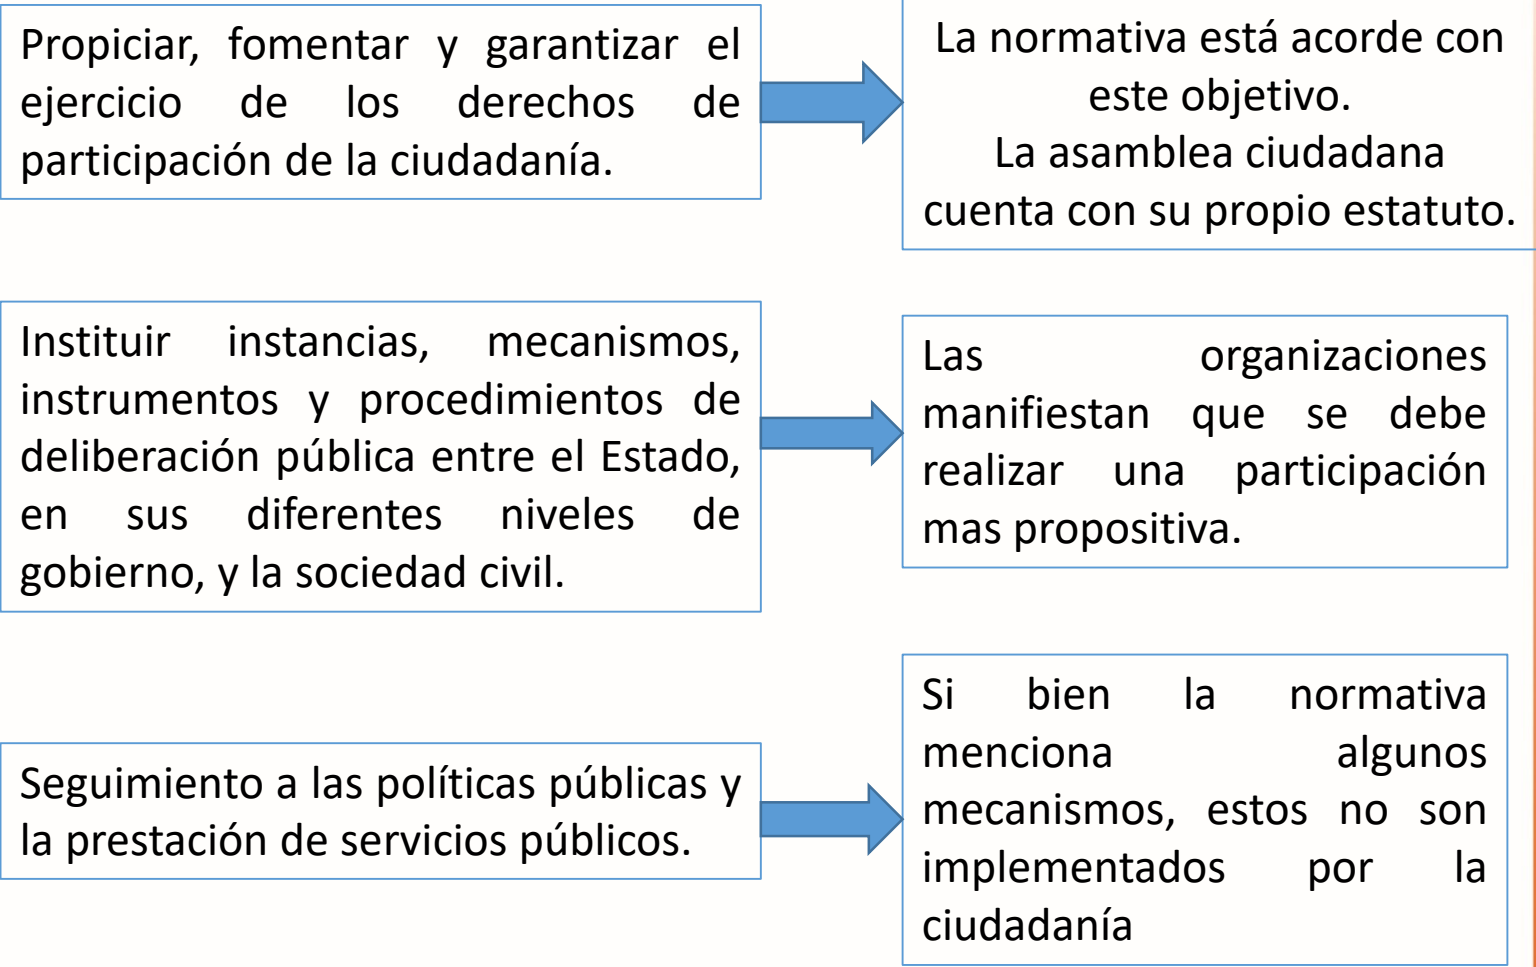 Propiciar, fomentar y garantizar el
ejercicio de los derechos de
participación de la ciudadanía.
La normativa está acorde con
este objetivo.
La asamblea ciudadana
cuenta con su propio estatuto.
Instituir instancias, mecanismos,
instrumentos y procedimientos de
deliberación pública entre el Estado,
en sus diferentes niveles de
gobierno, y la sociedad civil.
Las organizaciones
manifiestan que se debe
realizar una participación
mas propositiva.
Seguimiento a las políticas públicas y
la prestación de servicios públicos.
Si bien la normativa
menciona algunos
mecanismos, estos no son
implementados por la
ciudadanía